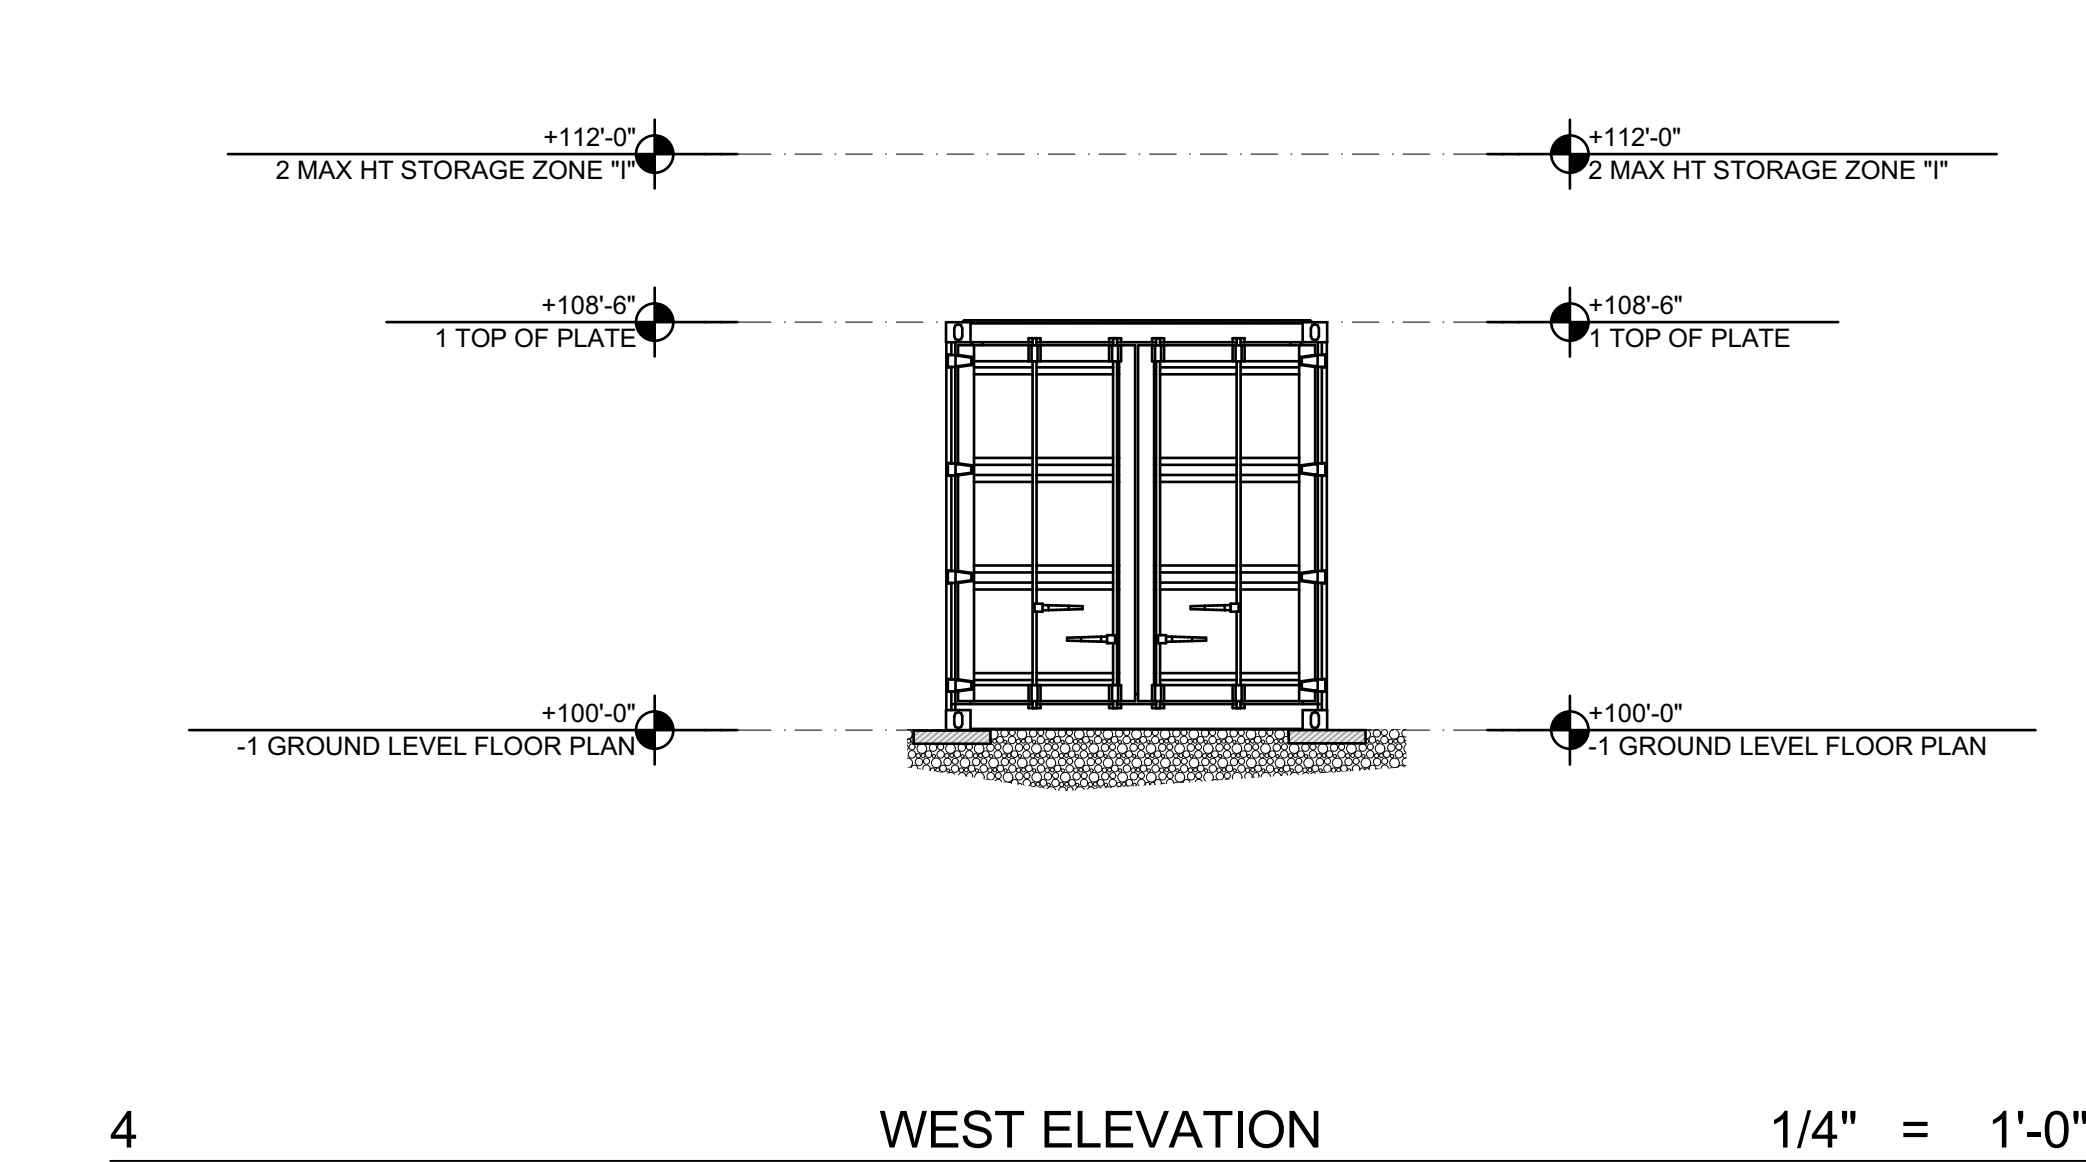 +112'-0" +112'-0"
2 MAX HT STORAGE ZONE "I" 2 MAX HT STORAGE ZONE "I"
+108'-6" +108'-6"
1 TOP OF PLATE 1 TOP OF PLATE
+100'-0" +100'-0"
-1 GROUND LEVEL FLOOR PLAN -1 GROUND LEVEL FLOOR PLAN
4 WEST ELEVATION 1/4" = 1'-0"